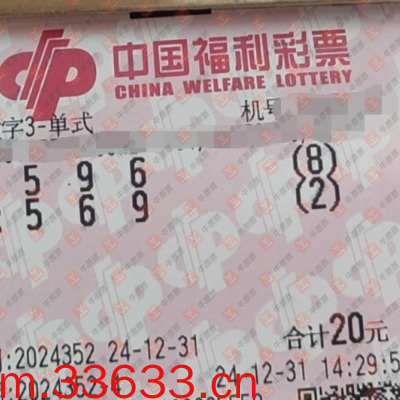 中国福利彩票
CHINA WELFARE LOTTERY
字3-单式 机号
5 9 6 (8)
5 6 9 (2)
合计20元
:2024352 24-12-31
24-12-31 14:29:5
m.33633.cn